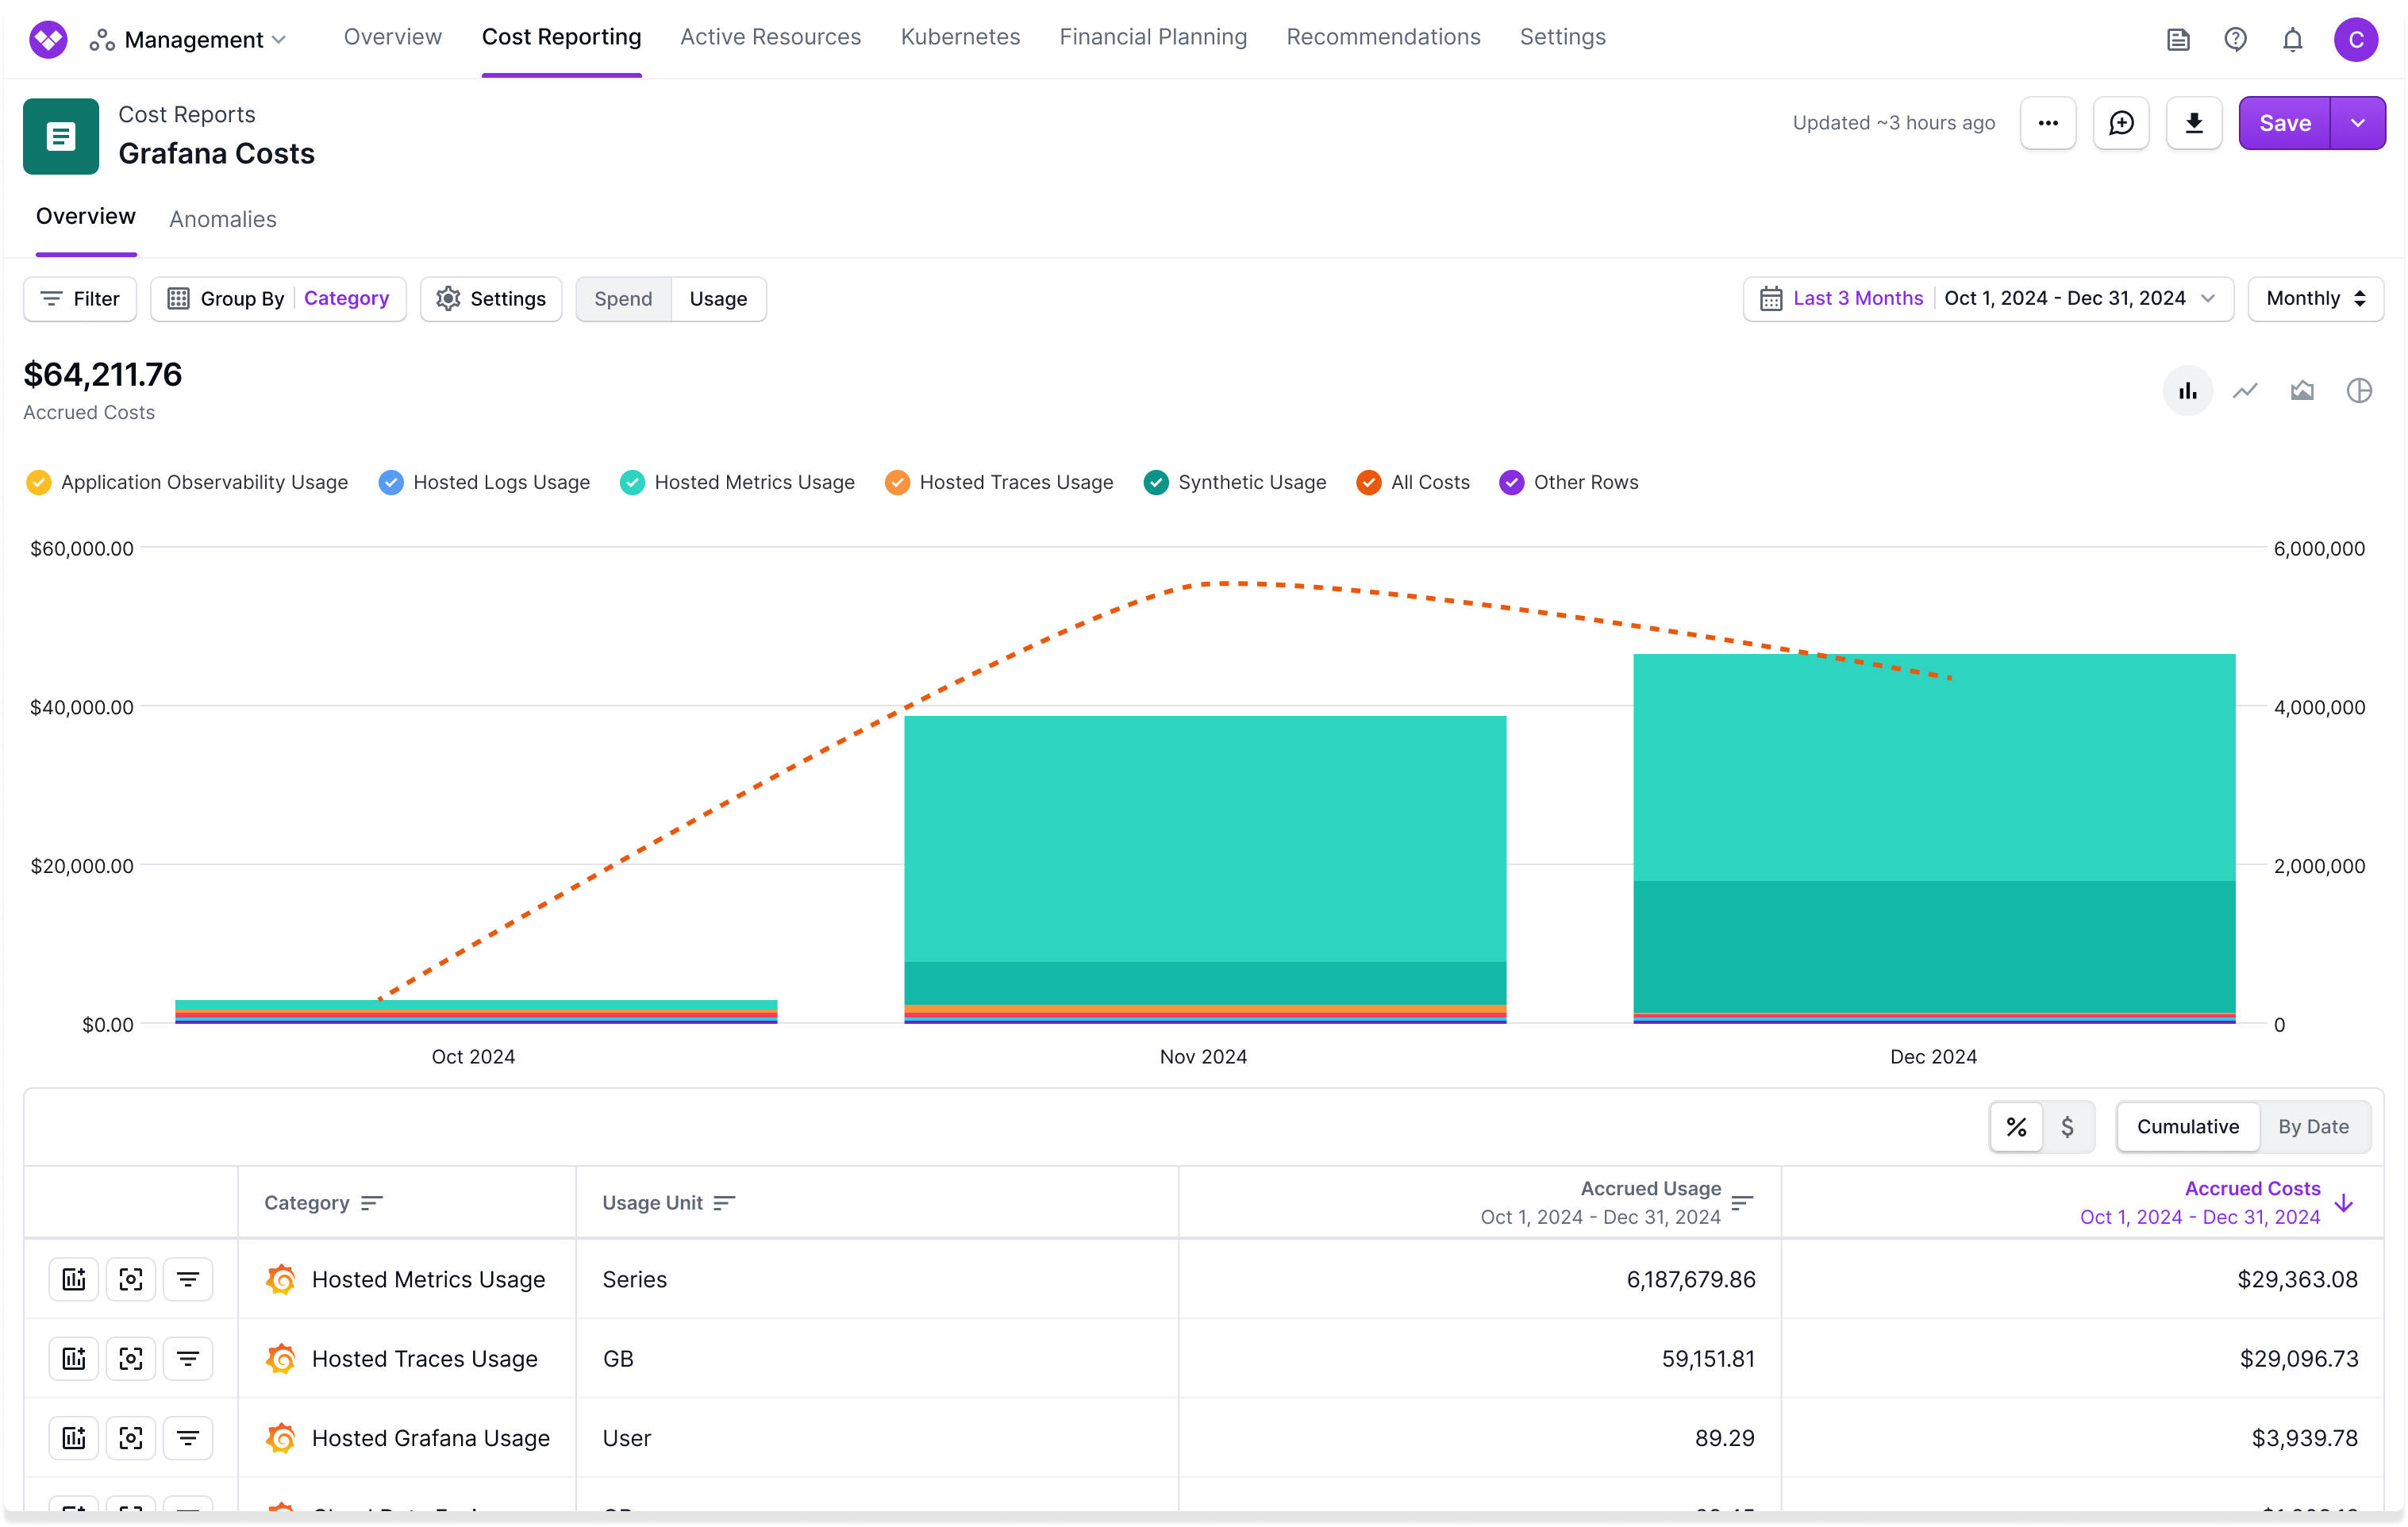 Management Overview Cost Reporting Active Resources Kubernetes Financial Planning Recommendations Settings C
Cost Reports
Grafana Costs
Updated ~3 hours ago Save
Overview Anomalies
Filter Group By Category Settings Spend Usage Last 3 Months Oct 1, 2024 - Dec 31, 2024 Monthly
$64,211.76
Accrued Costs
Application Observability Usage Hosted Logs Usage Hosted Metrics Usage Hosted Traces Usage Synthetic Usage All Costs Other Rows
$60,000.00 6,000,000
$40,000.00 4,000,000
$20,000.00 2,000,000
$0.00 0
Oct 2024 Nov 2024 Dec 2024
% $ Cumulative By Date
Category Usage Unit Accrued Usage Accrued Costs
Oct 1, 2024 - Dec 31, 2024 Oct 1, 2024 - Dec 31, 2024
Hosted Metrics Usage Series 6,187,679.86 $29,363.08
Hosted Traces Usage GB 59,151.81 $29,096.73
Hosted Grafana Usage User 89.29 $3,939.78